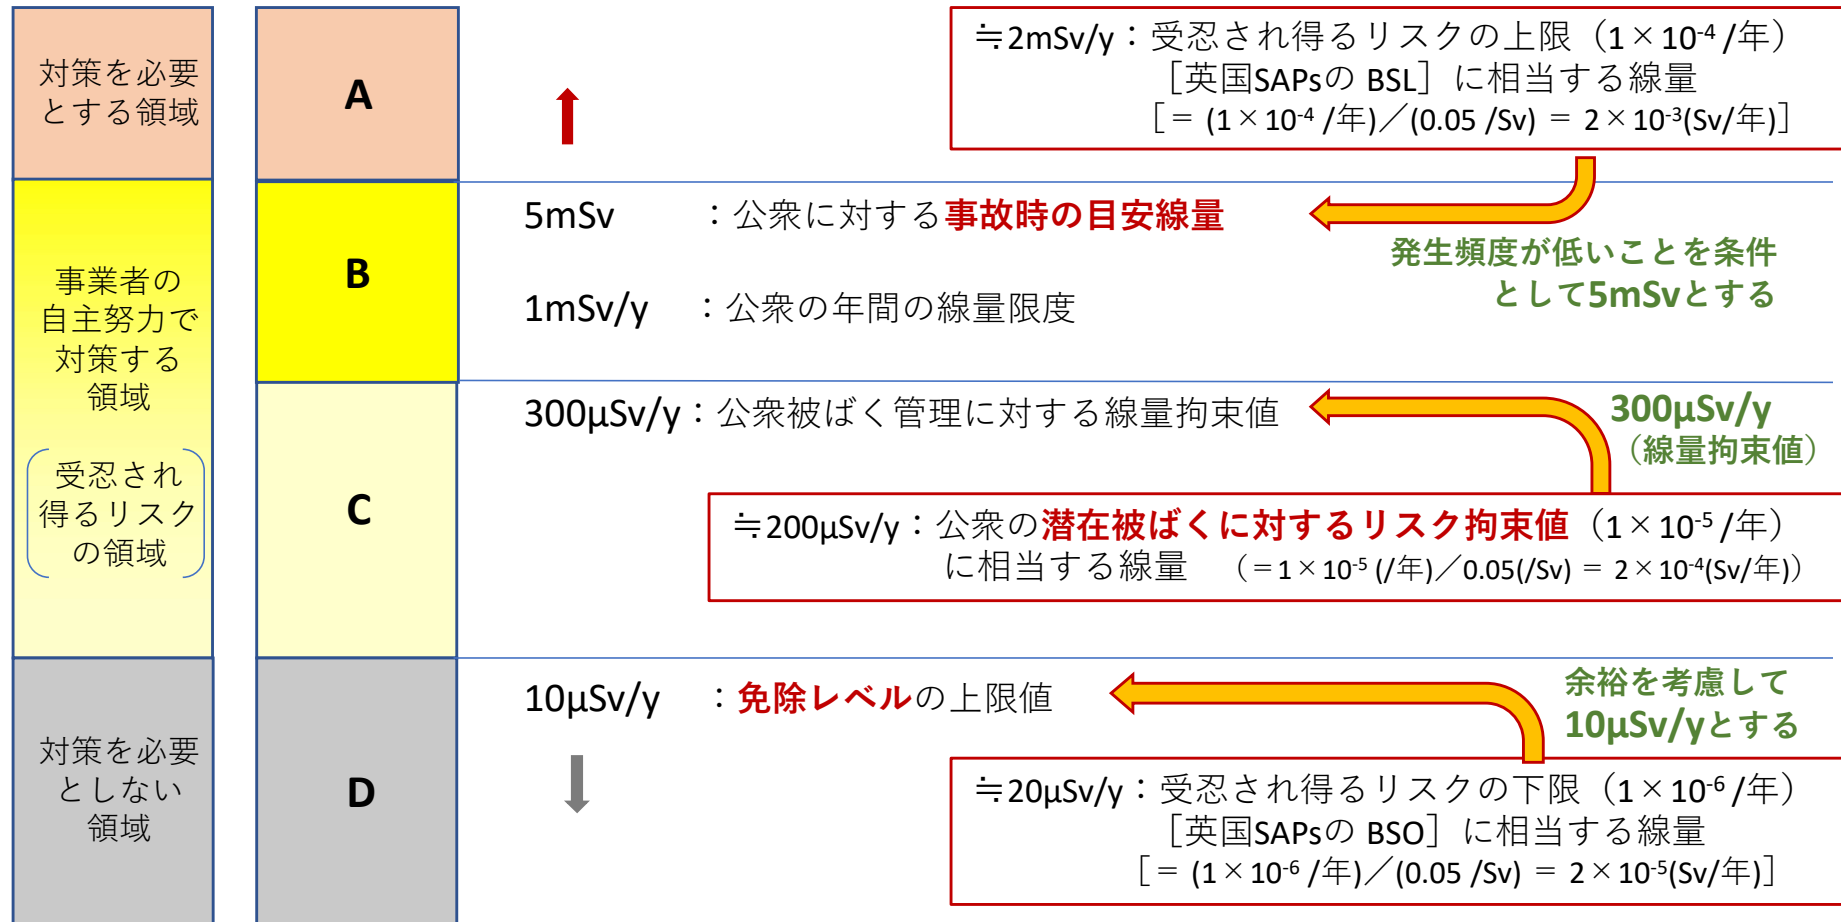 対策を必要
とする領域
事業者の
自主努力で
対策する
領域
受忍され
得るリスク
の領域
対策を必要
としない
領域
A
B
C
D
≒2mSv/y：受忍され得るリスクの上限（1×10⁻⁴/年）
［英国SAPsの BSL］に相当する線量
［＝ (1×10⁻⁴/年)／(0.05 /Sv) ＝ 2×10⁻³(Sv/年)］
5mSv ：公衆に対する事故時の目安線量
発生頻度が低いことを条件
として5mSvとする
1mSv/y ：公衆の年間の線量限度
300μSv/y：公衆被ばく管理に対する線量拘束値
300μSv/y
（線量拘束値）
≒200μSv/y：公衆の潜在被ばくに対するリスク拘束値（1×10⁻⁵/年）
に相当する線量 （＝1×10⁻⁵ (/年)／0.05(/Sv) ＝ 2×10⁻⁴(Sv/年)）
10μSv/y ：免除レベルの上限値
余裕を考慮して
10μSv/yとする
≒20μSv/y：受忍され得るリスクの下限（1×10⁻⁶/年）
［英国SAPsの BSO］に相当する線量
［＝ (1×10⁻⁶/年)／(0.05 /Sv) ＝ 2×10⁻⁵(Sv/年)］